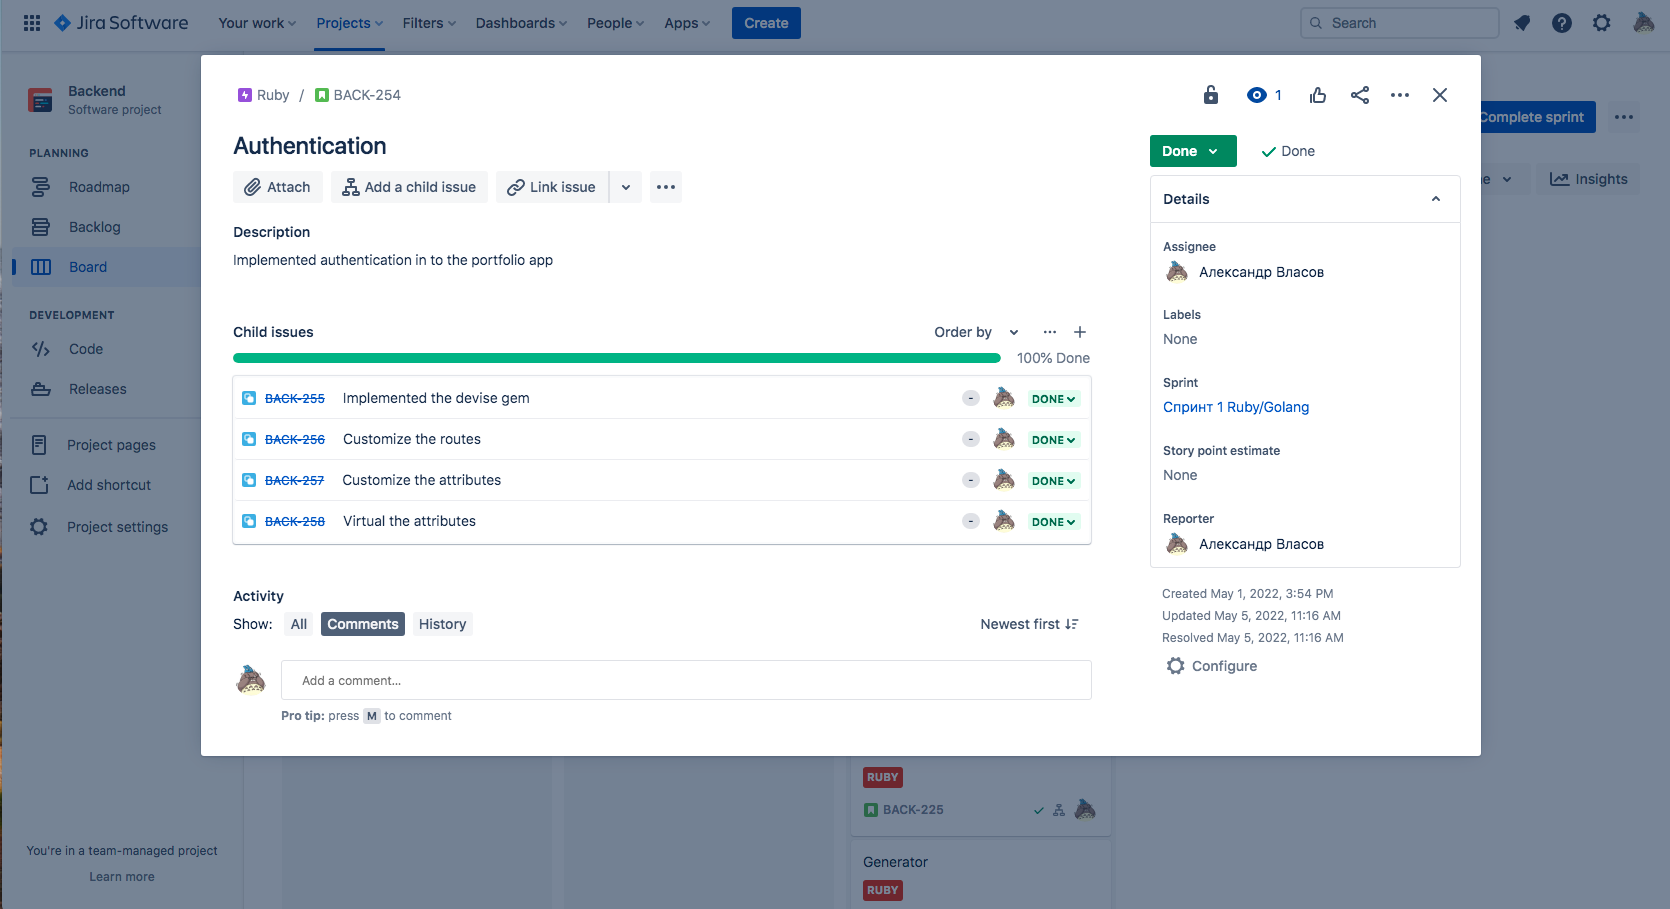 Jira Software Your work Projects Filters Dashboards People Apps Create Search
Backend
Software project
PLANNING
Roadmap
Backlog
Board
DEVELOPMENT
Code
Releases
Project pages
Add shortcut
Project settings
You're in a team-managed project
Learn more
Ruby / BACK-254
1
Authentication
Attach Add a child issue Link issue
Description
Implemented authentication in to the portfolio app
Child issues Order by
100% Done
BACK-255 Implemented the devise gem - DONE
BACK-256 Customize the routes - DONE
BACK-257 Customize the attributes - DONE
BACK-258 Virtual the attributes - DONE
Activity
Show: All Comments History Newest first
Add a comment...
Pro tip: press M to comment
Done Done
Details
Assignee
Александр Власов
Labels
None
Sprint
Спринт 1 Ruby/Golang
Story point estimate
None
Reporter
Александр Власов
Created May 1, 2022, 3:54 PM
Updated May 5, 2022, 11:16 AM
Resolved May 5, 2022, 11:16 AM
Configure
Complete sprint
Insights
RUBY
BACK-225
Generator
RUBY